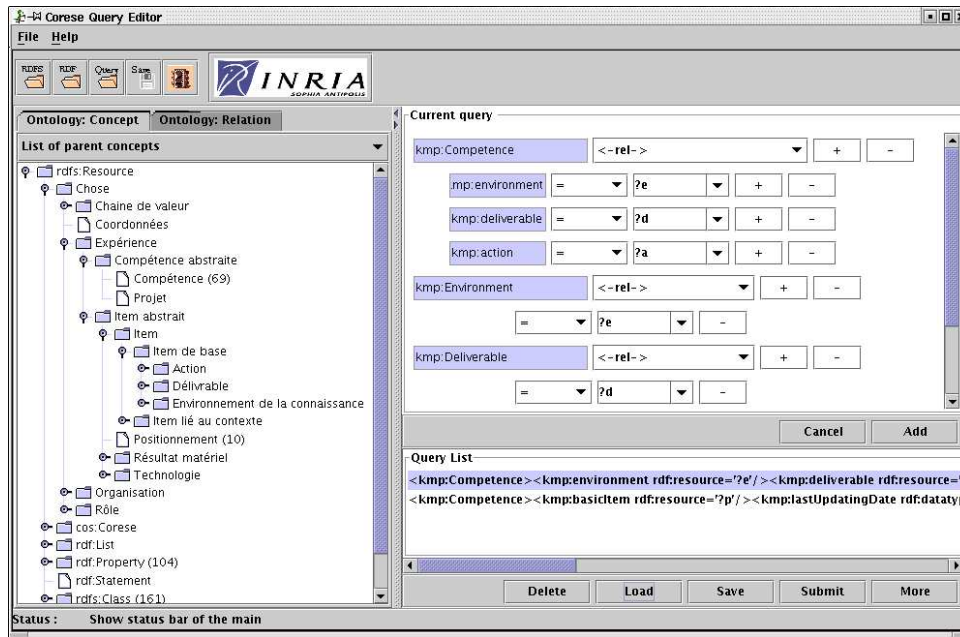 Corese Query Editor
File Help
RDFS RDF Query Save
INRIA
SOPHIA ANTIPOLIS
Ontology: Concept Ontology: Relation
List of parent concepts
rdfs:Resource
Chose
Chaine de valeur
Coordonnées
Expérience
Compétence abstraite
Compétence (69)
Projet
Item abstrait
Item
Item de base
Action
Délivrable
Environnement de la connaissance
Item lié au contexte
Positionnement (10)
Résultat matériel
Technologie
Organisation
Rôle
cos:Corese
rdf:List
rdf:Property (104)
rdf:Statement
rdfs:Class (161)
Current query
kmp:Competence <-rel-> + -
.mp:environment = ?e + -
kmp:deliverable = ?d + -
kmp:action = ?a + -
kmp:Environment <-rel-> + -
= ?e -
kmp:Deliverable <-rel-> + -
= ?d -
Cancel Add
Query List
<kmp:Competence><kmp:environment rdf:resource='?e'/><kmp:deliverable rdf:resource='
<kmp:Competence><kmp:basicItem rdf:resource='?p'/><kmp:lastUpdatingDate rdf:dataty
Delete Load Save Submit More
Status : Show status bar of the main